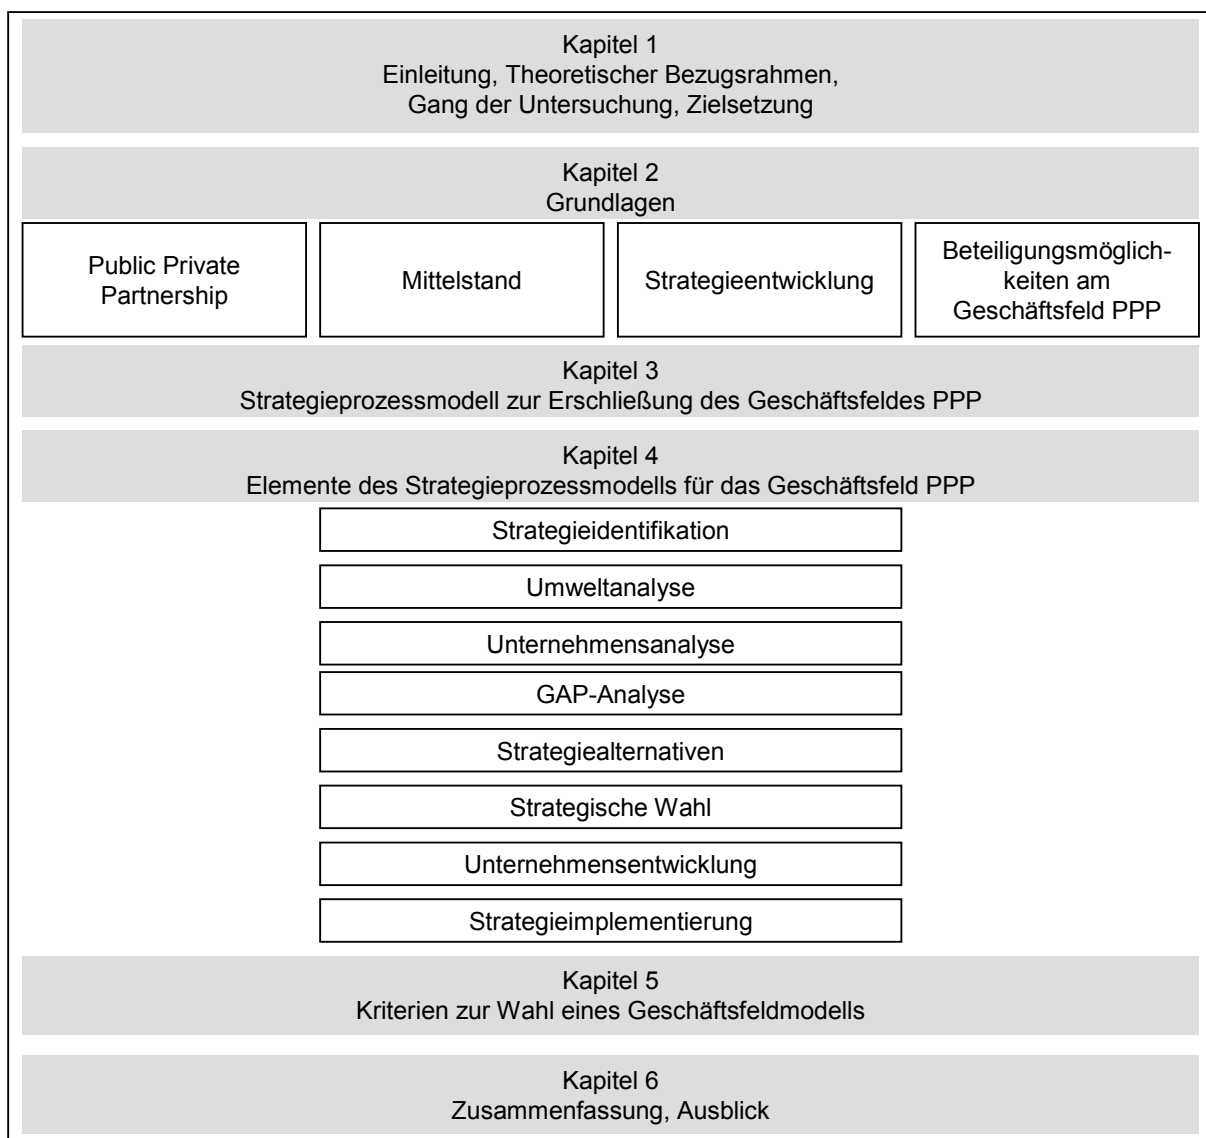 Kapitel 1
Einleitung, Theoretischer Bezugsrahmen,
Gang der Untersuchung, Zielsetzung
Kapitel 2
Grundlagen
Public Private
Partnership
Mittelstand
Strategieentwicklung
Beteiligungsmöglich-
keiten am
Geschäftsfeld PPP
Kapitel 3
Strategieprozessmodell zur Erschließung des Geschäftsfeldes PPP
Kapitel 4
Elemente des Strategieprozessmodells für das Geschäftsfeld PPP
Strategieidentifikation
Umweltanalyse
Unternehmensanalyse
GAP-Analyse
Strategiealternativen
Strategische Wahl
Unternehmensentwicklung
Strategieimplementierung
Kapitel 5
Kriterien zur Wahl eines Geschäftsfeldmodells
Kapitel 6
Zusammenfassung, Ausblick